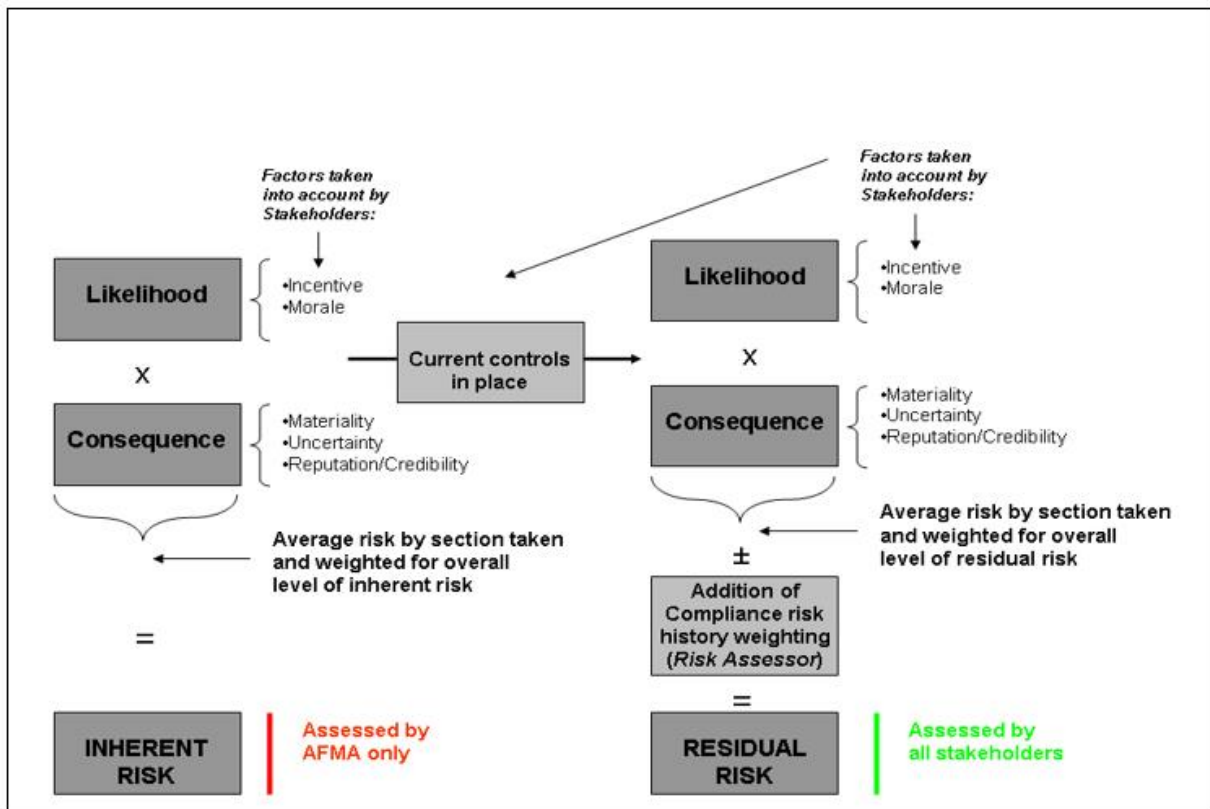 Factors taken
into account by
Stakeholders:
Likelihood
•Incentive
•Morale
x
Consequence
•Materiality
•Uncertainty
•Reputation/Credibility
Average risk by section taken
and weighted for overall
level of inherent risk
=
INHERENT
RISK
Assessed by
AFMA only
Current controls
in place
Factors taken
into account by
Stakeholders:
Likelihood
•Incentive
•Morale
x
Consequence
•Materiality
•Uncertainty
•Reputation/Credibility
Average risk by section taken
and weighted for overall
level of residual risk
±
Addition of
Compliance risk
history weighting
(Risk Assessor)
=
RESIDUAL
RISK
Assessed by
all stakeholders